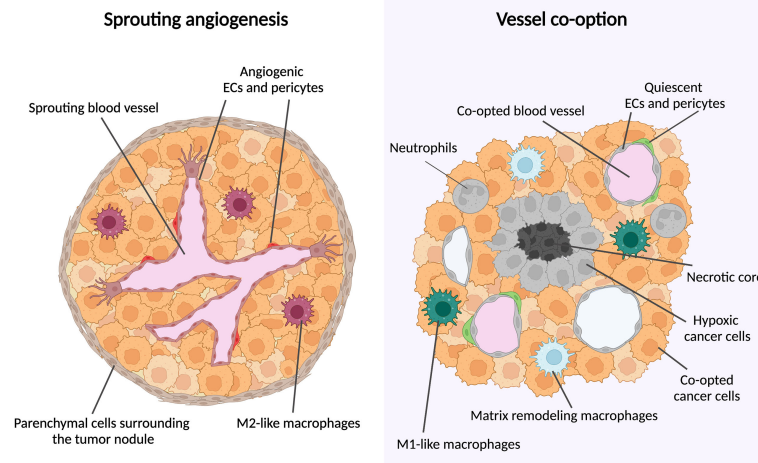 Sprouting angiogenesis
Vessel co-option
Angiogenic
ECs and pericytes
Sprouting blood vessel
Quiescent
ECs and pericytes
Co-opted blood vessel
Neutrophils
Necrotic core
Hypoxic
cancer cells
Co-opted
cancer cells
Parenchymal cells surrounding
the tumor nodule
M2-like macrophages
Matrix remodeling macrophages
M1-like macrophages